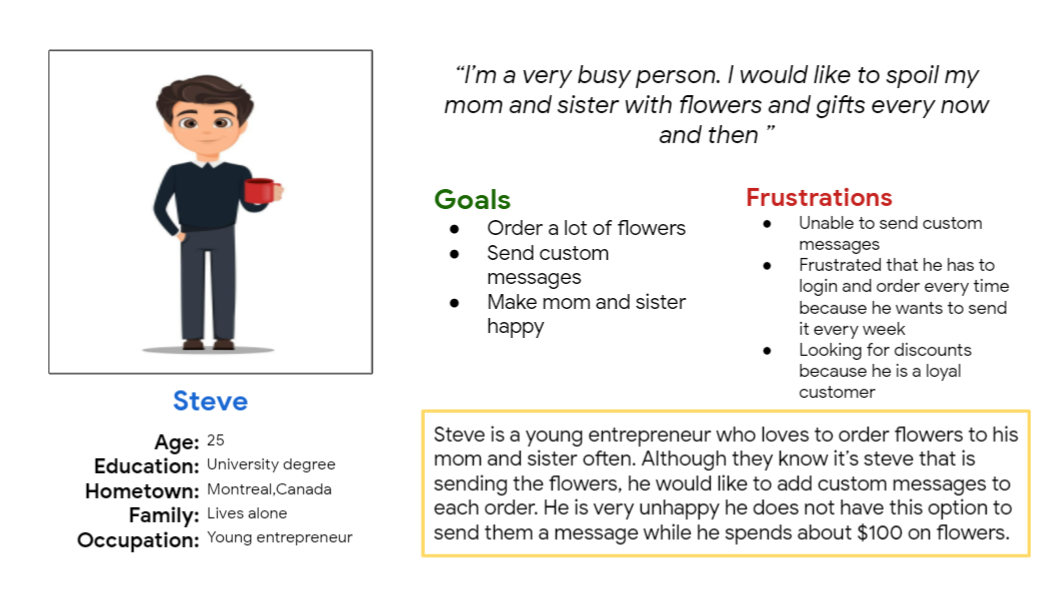 “I’m a very busy person. I would like to spoil my
mom and sister with flowers and gifts every now
and then ”
Goals
● Order a lot of flowers
● Send custom
messages
● Make mom and sister
happy
Frustrations
● Unable to send custom
messages
● Frustrated that he has to
login and order every time
because he wants to send
it every week
● Looking for discounts
because he is a loyal
customer
Steve
Age: 25
Education: University degree
Hometown: Montreal,Canada
Family: Lives alone
Occupation: Young entrepreneur
Steve is a young entrepreneur who loves to order flowers to his
mom and sister often. Although they know it’s steve that is
sending the flowers, he would like to add custom messages to
each order. He is very unhappy he does not have this option to
send them a message while he spends about $100 on flowers.